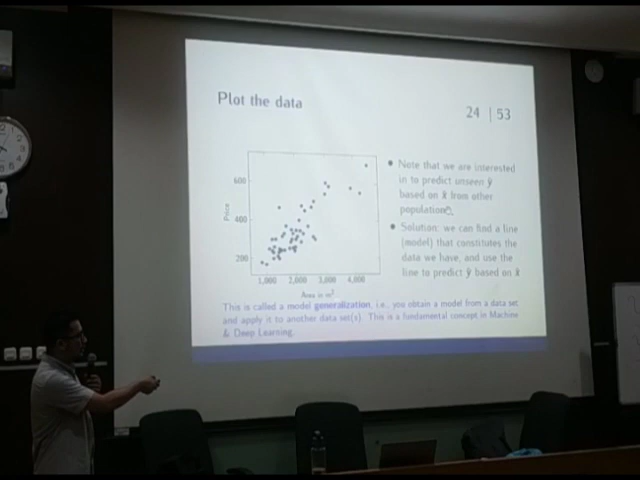 Plot the data
24 | 53
600
400
200
Price
1,000 2,000 3,000 4,000
Area in m²
• Note that we are interested
in to predict unseen ŷ
based on x̂ from other
population
• Solution: we can find a line
(model) that constitutes the
data we have, and use the
line to predict ŷ based on x̂
This is called a model generalization, i.e., you obtain a model from a data set
and apply it to another data set(s). This is a fundamental concept in Machine
& Deep Learning.